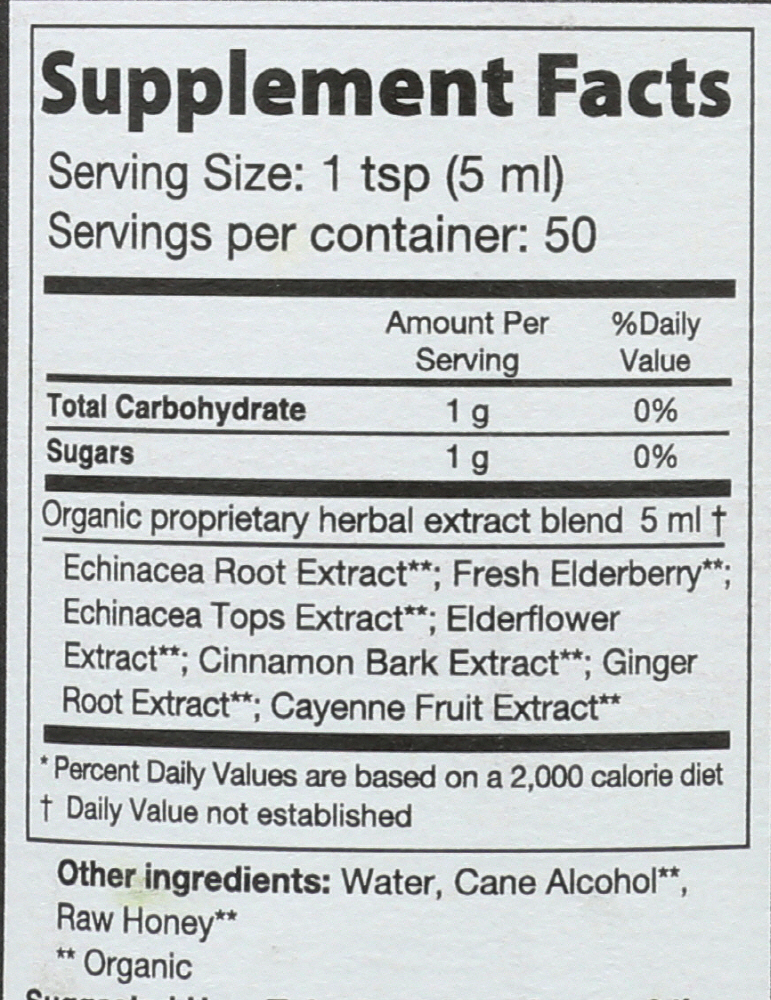 Supplement Facts
Serving Size: 1 tsp (5 ml)
Servings per container: 50
Amount Per Serving %Daily Value
Total Carbohydrate 1 g 0%
Sugars 1 g 0%
Organic proprietary herbal extract blend 5 ml †
Echinacea Root Extract**; Fresh Elderberry**;
Echinacea Tops Extract**; Elderflower
Extract**; Cinnamon Bark Extract**; Ginger
Root Extract**; Cayenne Fruit Extract**
* Percent Daily Values are based on a 2,000 calorie diet
† Daily Value not established
Other ingredients: Water, Cane Alcohol**,
Raw Honey**
** Organic